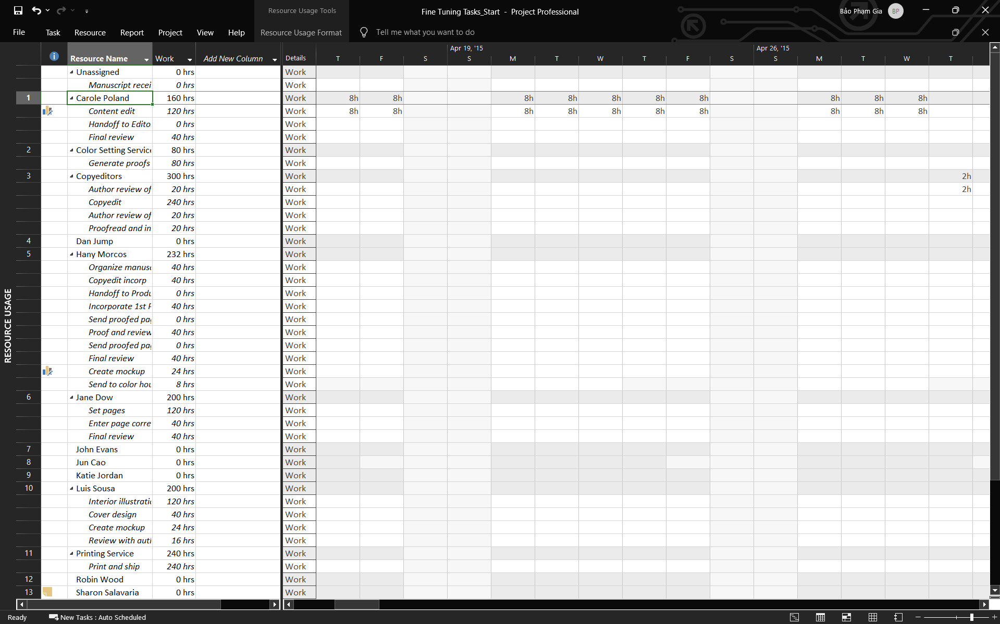 Resource Usage Tools
Fine Tuning Tasks_Start - Project Professional
Bảo Phạm Gia BP
File Task Resource Report Project View Help Resource Usage Format Tell me what you want to do
Apr 19, '15 Apr 26, '15
Resource Name Work Add New Column Details T F S S M T W T F S S M T W T
Unassigned 0 hrs Work
Manuscript recei 0 hrs Work
1 Carole Poland 160 hrs Work 8h 8h 8h 8h 8h 8h 8h 8h 8h 8h
Content edit 120 hrs Work 8h 8h 8h 8h 8h 8h 8h 8h 8h 8h
Handoff to Edito 0 hrs Work
Final review 40 hrs Work
2 Color Setting Service 80 hrs Work
Generate proofs 80 hrs Work
3 Copyeditors 300 hrs Work 2h
Author review of 20 hrs Work 2h
Copyedit 240 hrs Work
Author review of 20 hrs Work
Proofread and in 20 hrs Work
4 Dan Jump 0 hrs Work
5 Hany Morcos 232 hrs Work
Organize manusc 40 hrs Work
Copyedit incorp 40 hrs Work
Handoff to Produ 0 hrs Work
Incorporate 1st P 40 hrs Work
Send proofed pag 0 hrs Work
Proof and review 40 hrs Work
Send proofed pag 0 hrs Work
Final review 40 hrs Work
Create mockup 24 hrs Work
Send to color hou 8 hrs Work
6 Jane Dow 200 hrs Work
Set pages 120 hrs Work
Enter page corre 40 hrs Work
Final review 40 hrs Work
7 John Evans 0 hrs Work
8 Jun Cao 0 hrs Work
9 Katie Jordan 0 hrs Work
10 Luis Sousa 200 hrs Work
Interior illustratic 120 hrs Work
Cover design 40 hrs Work
Create mockup 24 hrs Work
Review with auth 16 hrs Work
11 Printing Service 240 hrs Work
Print and ship 240 hrs Work
12 Robin Wood 0 hrs Work
13 Sharon Salavaria 0 hrs Work
RESOURCE USAGE
Ready New Tasks : Auto Scheduled